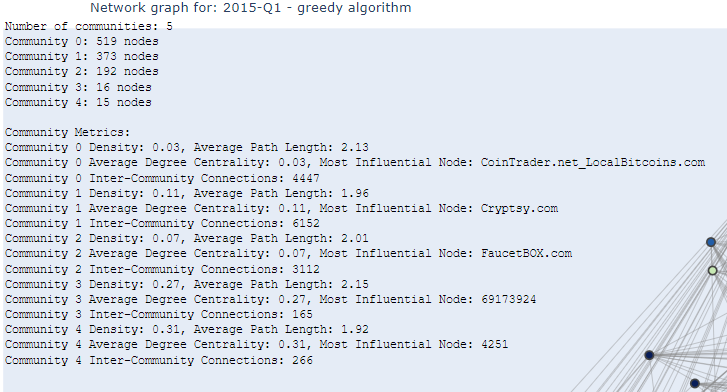 Network graph for: 2015-Q1 - greedy algorithm
Number of communities: 5
Community 0: 519 nodes
Community 1: 373 nodes
Community 2: 192 nodes
Community 3: 16 nodes
Community 4: 15 nodes
Community Metrics:
Community 0 Density: 0.03, Average Path Length: 2.13
Community 0 Average Degree Centrality: 0.03, Most Influential Node: CoinTrader.net_LocalBitcoins.com
Community 0 Inter-Community Connections: 4447
Community 1 Density: 0.11, Average Path Length: 1.96
Community 1 Average Degree Centrality: 0.11, Most Influential Node: Cryptsy.com
Community 1 Inter-Community Connections: 6152
Community 2 Density: 0.07, Average Path Length: 2.01
Community 2 Average Degree Centrality: 0.07, Most Influential Node: FaucetBOX.com
Community 2 Inter-Community Connections: 3112
Community 3 Density: 0.27, Average Path Length: 2.15
Community 3 Average Degree Centrality: 0.27, Most Influential Node: 69173924
Community 3 Inter-Community Connections: 165
Community 4 Density: 0.31, Average Path Length: 1.92
Community 4 Average Degree Centrality: 0.31, Most Influential Node: 4251
Community 4 Inter-Community Connections: 266